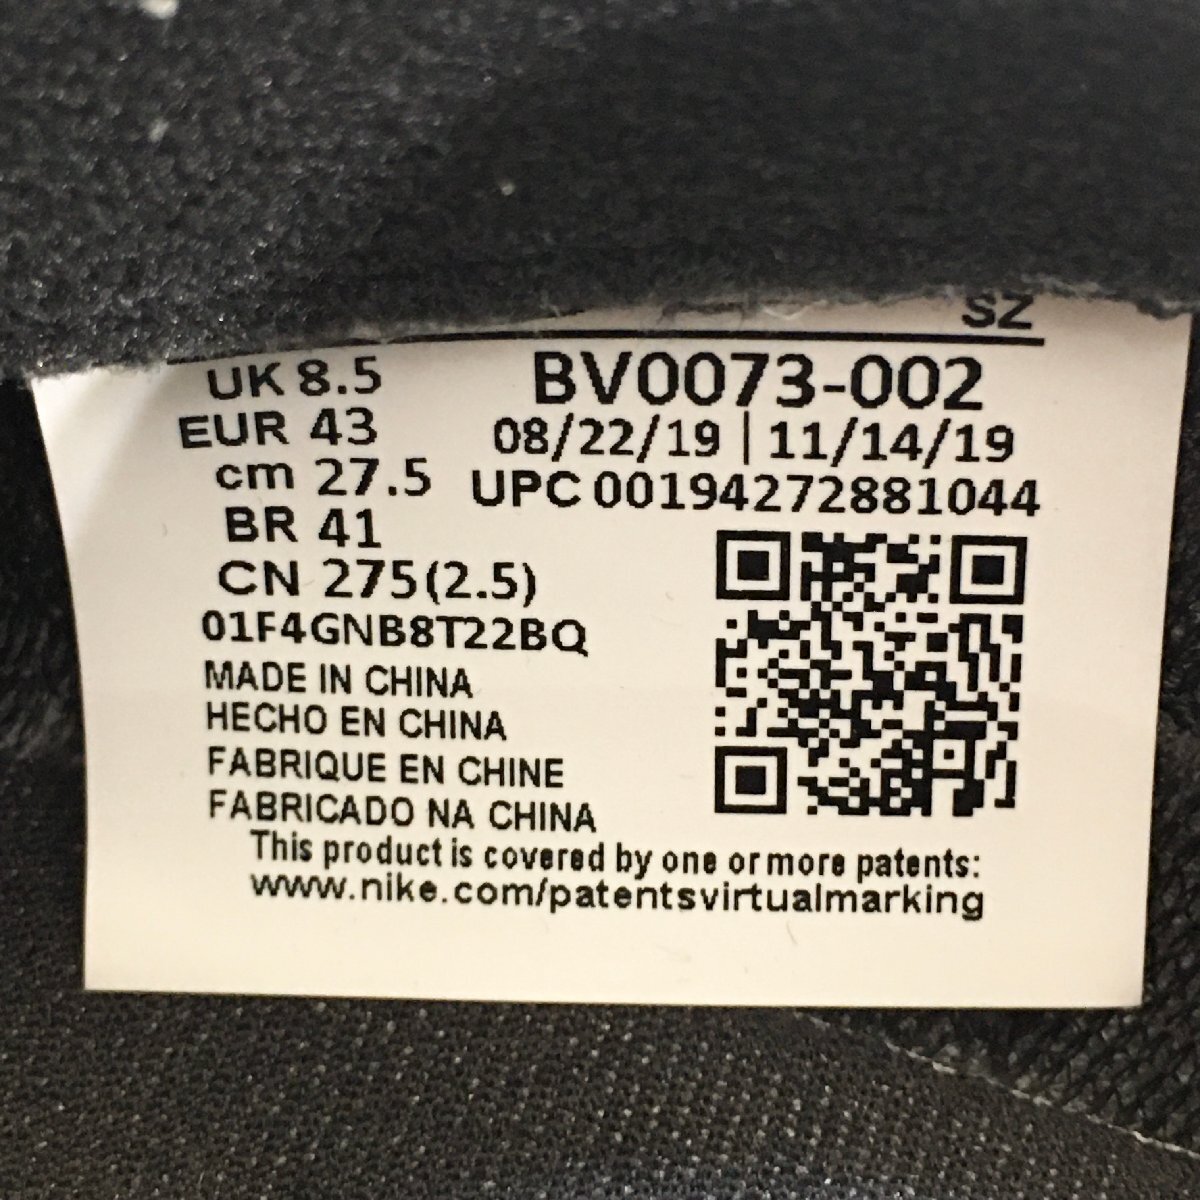 SZ
UK 8.5
BV0073-002
EUR 43
08/22/19 | 11/14/19
cm 27.5
UPC 00194272881044
BR 41
CN 275(2.5)
01F4GNB8T22BQ
MADE IN CHINA
HECHO EN CHINA
FABRIQUE EN CHINE
FABRICADO NA CHINA
This product is covered by one or more patents:
www.nike.com/patentsvirtualmarking